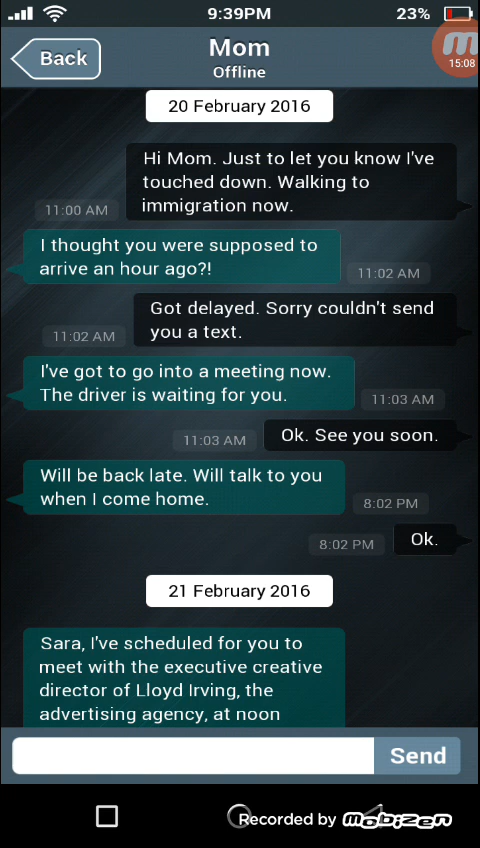 9:39PM
23%
Back
Mom
Offline
15:08
20 February 2016
Hi Mom. Just to let you know I've
touched down. Walking to
immigration now.
11:00 AM
I thought you were supposed to
arrive an hour ago?!
11:02 AM
Got delayed. Sorry couldn't send
you a text.
11:02 AM
I've got to go into a meeting now.
The driver is waiting for you.
11:03 AM
Ok. See you soon.
11:03 AM
Will be back late. Will talk to you
when I come home.
8:02 PM
Ok.
8:02 PM
21 February 2016
Sara, I've scheduled for you to
meet with the executive creative
director of Lloyd Irving, the
advertising agency, at noon
Send
Recorded by Mobizen